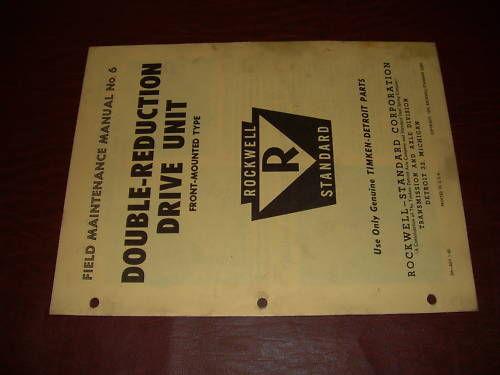 FIELD MAINTENANCE MANUAL No. 6
DOUBLE-REDUCTION
DRIVE UNIT
FRONT-MOUNTED TYPE
ROCKWELL
R
STANDARD
Use Only Genuine TIMKEN-DETROIT PARTS
ROCKWELL-STANDARD CORPORATION
TRANSMISSION AND AXLE DIVISION
DETROIT 32, MICHIGAN